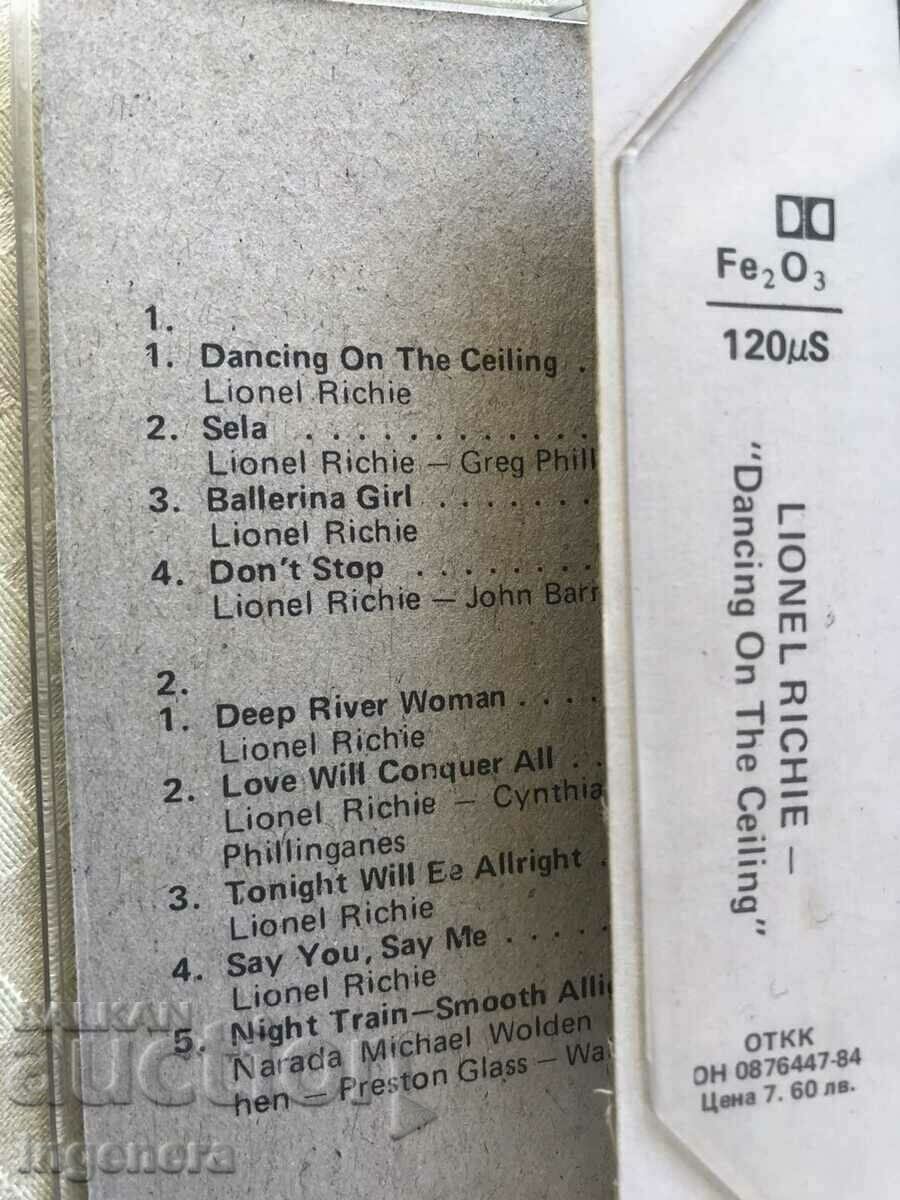 1.
1. Dancing On The Ceiling .
Lionel Richie
2. Sela . . . . . . . . . . . .
Lionel Richie — Greg Phill
3. Ballerina Girl . . . . . . .
Lionel Richie
4. Don't Stop . . . . . . . .
Lionel Richie — John Barr
2.
1. Deep River Woman . . . .
Lionel Richie
2. Love Will Conquer All . .
Lionel Richie — Cynthia
Phillinganes
3. Tonight Will Ee Allright .
Lionel Richie
4. Say You, Say Me . . . . .
Lionel Richie
5. Night Train—Smooth Alli
Narada Michael Wolden
— Preston Glass — Wa
hen
Fe₂O₃
120µS
LIONEL RICHIE —
"Dancing On The Ceiling"
ОТКК
ОН 0876447-84
Цена 7. 60 лв.
BALKAN
auction
ingenera